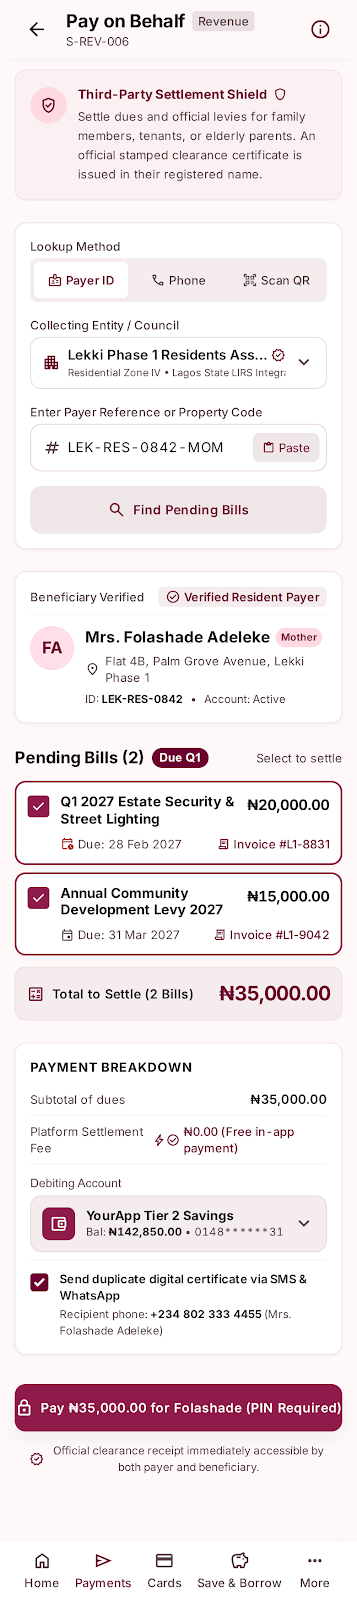 Pay on Behalf Revenue
S-REV-006
Third-Party Settlement Shield
Settle dues and official levies for family
members, tenants, or elderly parents. An
official stamped clearance certificate is
issued in their registered name.
Lookup Method
Payer ID Phone Scan QR
Collecting Entity / Council
Lekki Phase 1 Residents Ass...
Residential Zone IV • Lagos State LIRS Integra
Enter Payer Reference or Property Code
# LEK-RES-0842-MOM Paste
Find Pending Bills
Beneficiary Verified Verified Resident Payer
FA Mrs. Folashade Adeleke Mother
Flat 4B, Palm Grove Avenue, Lekki
Phase 1
ID: LEK-RES-0842 • Account: Active
Pending Bills (2) Due Q1 Select to settle
Q1 2027 Estate Security & ₦20,000.00
Street Lighting
Due: 28 Feb 2027 Invoice #L1-8831
Annual Community ₦15,000.00
Development Levy 2027
Due: 31 Mar 2027 Invoice #L1-9042
Total to Settle (2 Bills) ₦35,000.00
PAYMENT BREAKDOWN
Subtotal of dues ₦35,000.00
Platform Settlement ₦0.00 (Free in-app
Fee payment)
Debiting Account
YourApp Tier 2 Savings
Bal: ₦142,850.00 • 0148******31
Send duplicate digital certificate via SMS &
WhatsApp
Recipient phone: +234 802 333 4455 (Mrs.
Folashade Adeleke)
Pay ₦35,000.00 for Folashade (PIN Required)
Official clearance receipt immediately accessible by
both payer and beneficiary.
Home Payments Cards Save & Borrow More